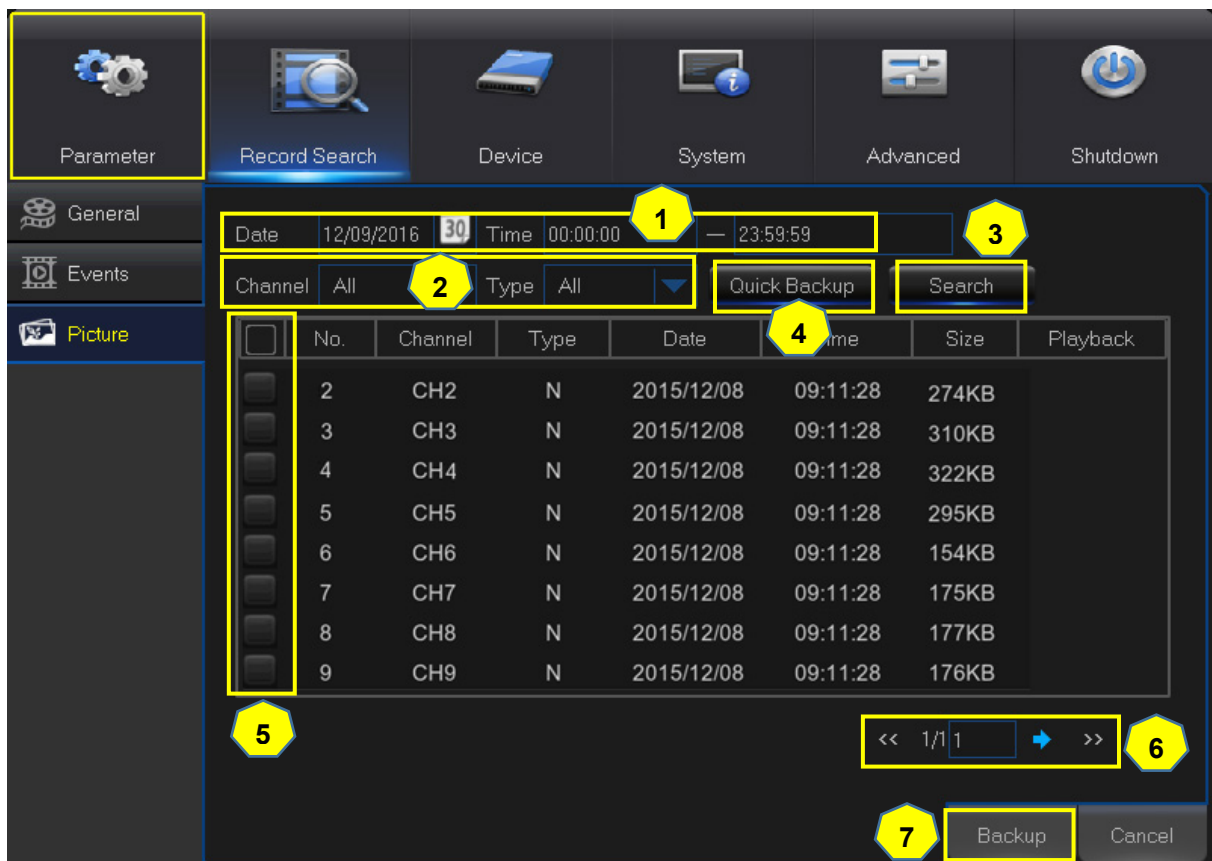 Parameter Record Search Device System Advanced Shutdown
General
Events
Picture
Date 12/09/2016 30 Time 00:00:00 1 — 23:59:59 3
Channel All 2 Type All Quick Backup Search
4
No. Channel Type Date Time Size Playback
2 CH2 N 2015/12/08 09:11:28 274KB
3 CH3 N 2015/12/08 09:11:28 310KB
4 CH4 N 2015/12/08 09:11:28 322KB
5 CH5 N 2015/12/08 09:11:28 295KB
6 CH6 N 2015/12/08 09:11:28 154KB
7 CH7 N 2015/12/08 09:11:28 175KB
8 CH8 N 2015/12/08 09:11:28 177KB
9 CH9 N 2015/12/08 09:11:28 176KB
5
<< 1/1 1 >> 6
7 Backup Cancel